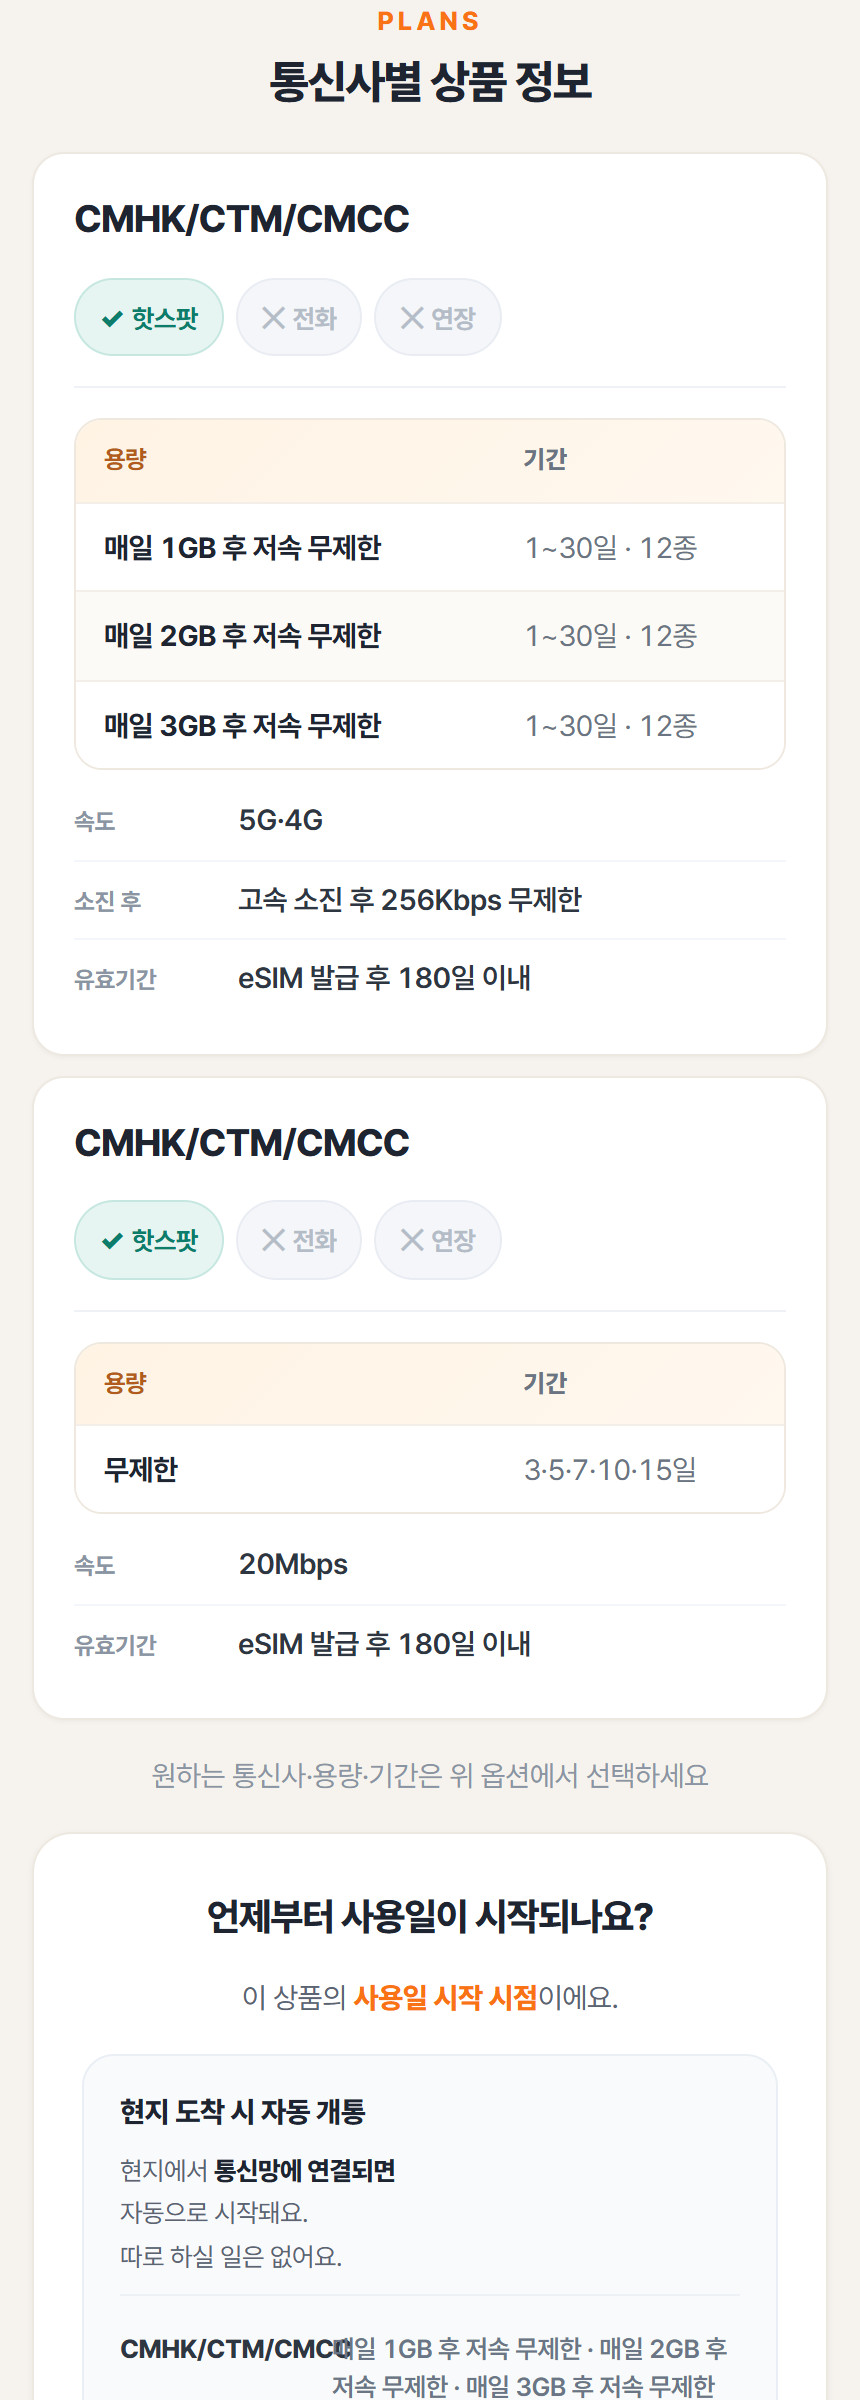 PLANS
통신사별 상품 정보
CMHK/CTM/CMCC
✓ 핫스팟 ✕ 전화 ✕ 연장
용량 기간
매일 1GB 후 저속 무제한 1~30일 · 12종
매일 2GB 후 저속 무제한 1~30일 · 12종
매일 3GB 후 저속 무제한 1~30일 · 12종
속도 5G·4G
소진 후 고속 소진 후 256Kbps 무제한
유효기간 eSIM 발급 후 180일 이내
CMHK/CTM/CMCC
✓ 핫스팟 ✕ 전화 ✕ 연장
용량 기간
무제한 3·5·7·10·15일
속도 20Mbps
유효기간 eSIM 발급 후 180일 이내
원하는 통신사·용량·기간은 위 옵션에서 선택하세요
언제부터 사용일이 시작되나요?
이 상품의 사용일 시작 시점이에요.
현지 도착 시 자동 개통
현지에서 통신망에 연결되면
자동으로 시작돼요.
따로 하실 일은 없어요.
CMHK/CTM/CMCC 매일 1GB 후 저속 무제한 · 매일 2GB 후
저속 무제한 · 매일 3GB 후 저속 무제한